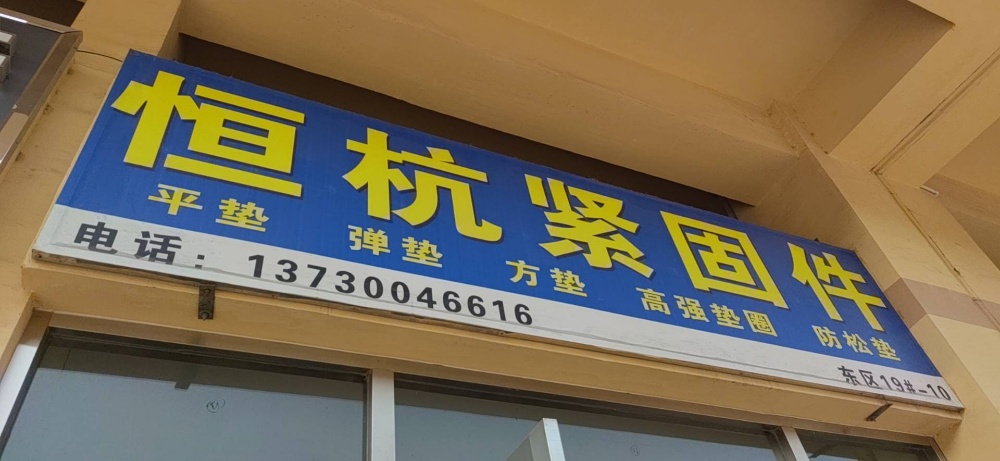 恒杭紧固件
平垫 弹垫 方垫 高强垫圈 防松垫
电话：13730046616
东区19#-10